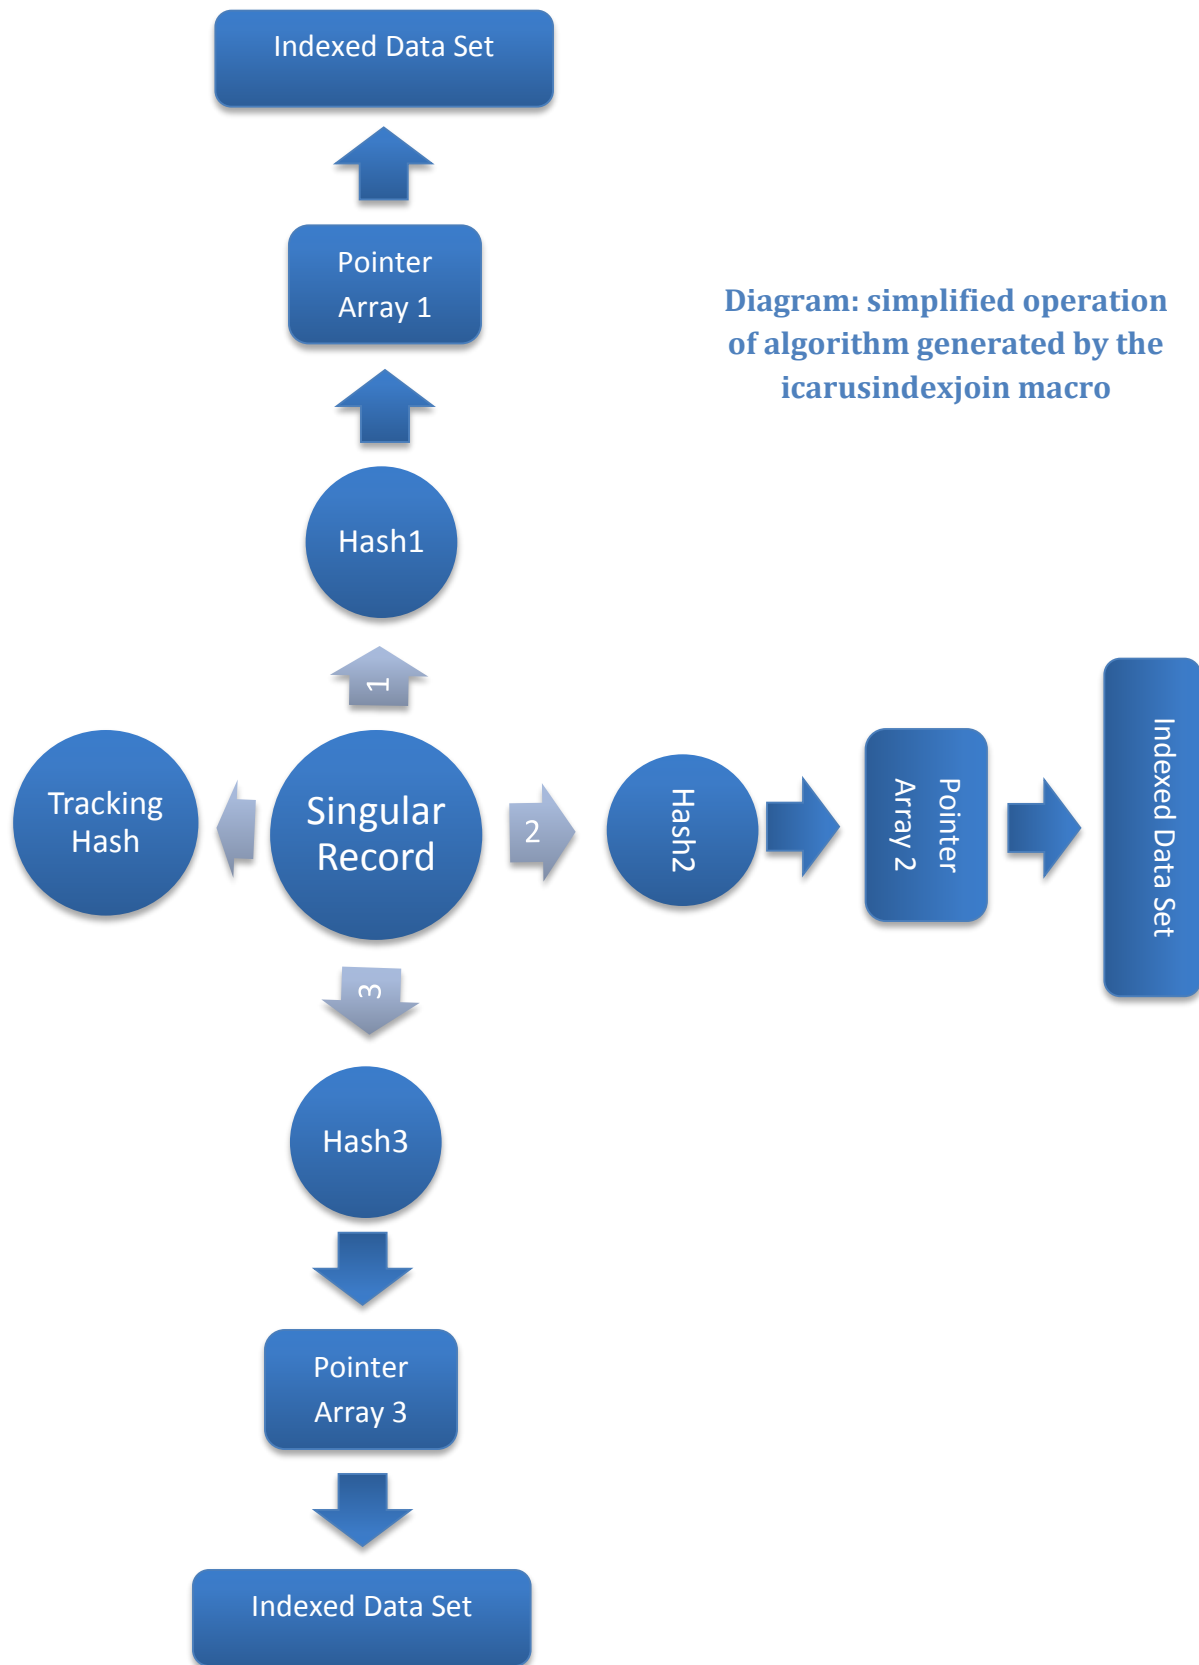 Indexed Data Set
Pointer
Array 1
Diagram: simplified operation
of algorithm generated by the
icarusindexjoin macro
Hash1
1
Tracking
Hash
Singular
Record
2
Hash2
Pointer
Array 2
Indexed Data Set
3
Hash3
Pointer
Array 3
Indexed Data Set